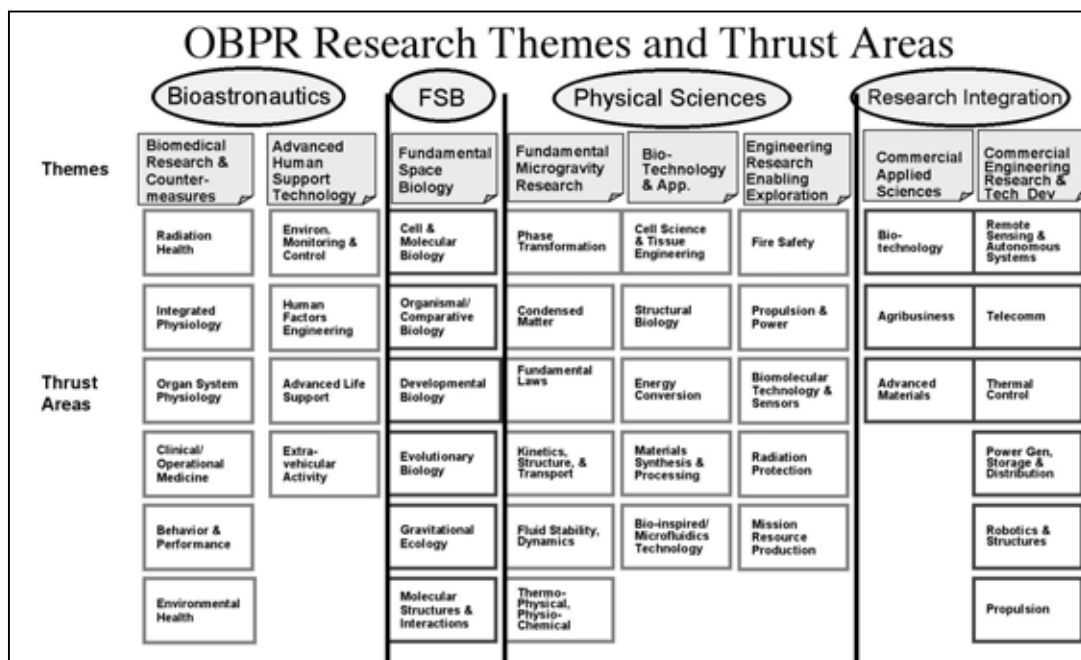 OBPR Research Themes and Thrust Areas
Bioastronautics
FSB
Physical Sciences
Research Integration
Themes
Biomedical
Research &
Counter-
measures
Advanced
Human
Support
Technology
Fundamental
Space
Biology
Fundamental
Microgravity
Research
Bio-
Technology
& App.
Engineering
Research
Enabling
Exploration
Commercial
Applied
Sciences
Commercial
Engineering
Research &
Tech Dev
Thrust
Areas
Radiation
Health
Environ.
Monitoring &
Control
Cell &
Molecular
Biology
Phase
Transformation
Cell Science
& Tissue
Engineering
Fire Safety
Bio-
technology
Remote
Sensing &
Autonomous
Systems
Integrated
Physiology
Human
Factors
Engineering
Organismal/
Comparative
Biology
Condensed
Matter
Structural
Biology
Propulsion &
Power
Agribusiness
Telecomm
Organ System
Physiology
Advanced Life
Support
Developmental
Biology
Fundamental
Laws
Energy
Conversion
Biomolecular
Technology &
Sensors
Advanced
Materials
Thermal
Control
Clinical/
Operational
Medicine
Extra-
vehicular
Activity
Evolutionary
Biology
Kinetics,
Structure, &
Transport
Materials
Synthesis &
Processing
Radiation
Protection
Power Gen,
Storage &
Distribution
Behavior &
Performance
Gravitational
Ecology
Fluid Stability,
Dynamics
Bio-inspired/
Microfluidics
Technology
Mission
Resource
Production
Robotics &
Structures
Environmental
Health
Molecular
Structures &
Interactions
Thermo-
Physical,
Physio-
Chemical
Propulsion